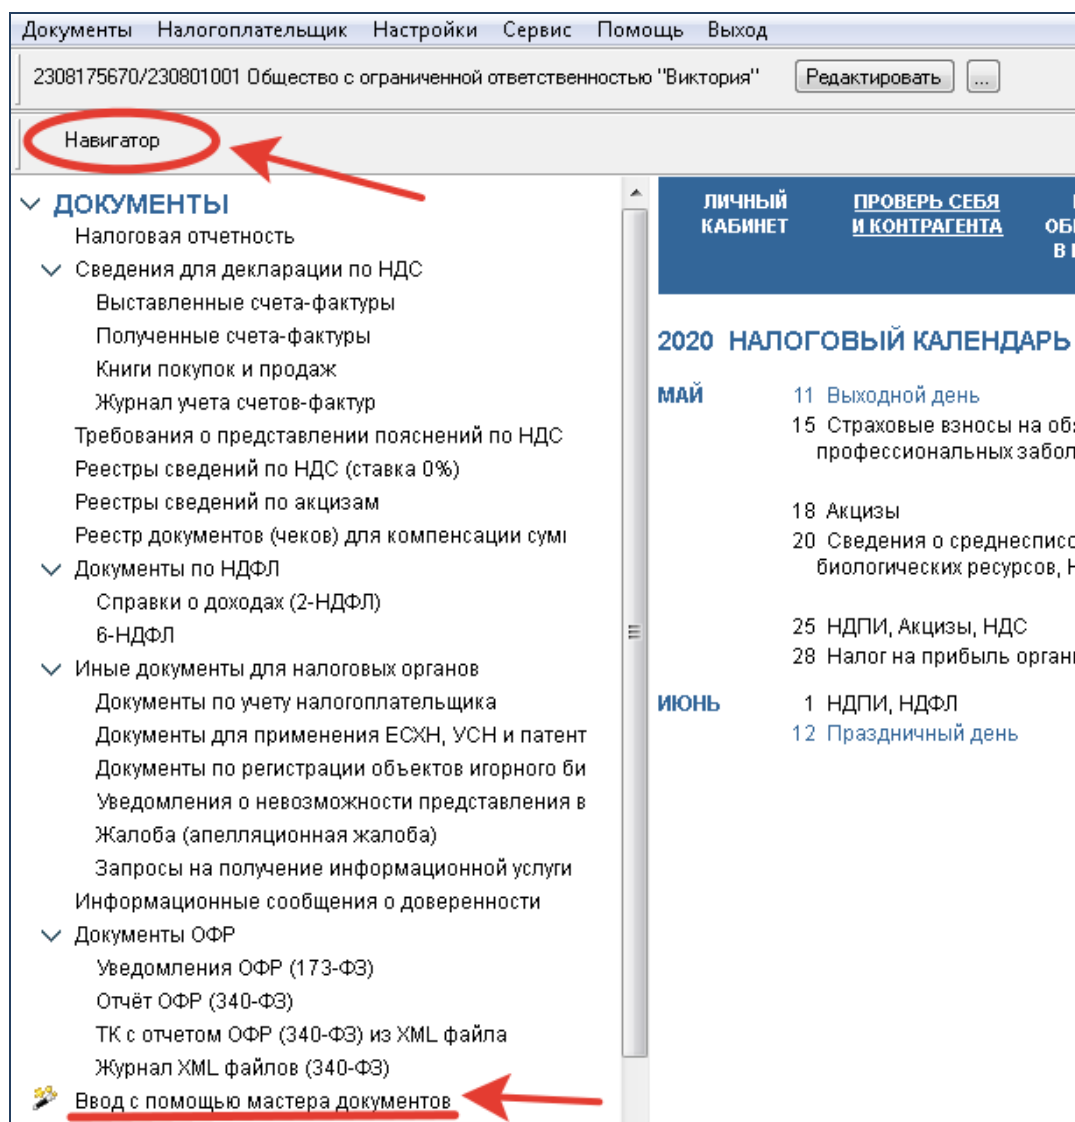 Документы Налогоплательщик Настройки Сервис Помощь Выход
2308175670/230801001 Общество с ограниченной ответственностью "Виктория" Редактировать ...
Навигатор
ДОКУМЕНТЫ
Налоговая отчетность
Сведения для декларации по НДС
Выставленные счета-фактуры
Полученные счета-фактуры
Книги покупок и продаж
Журнал учета счетов-фактур
Требования о представлении пояснений по НДС
Реестры сведений по НДС (ставка 0%)
Реестры сведений по акцизам
Реестр документов (чеков) для компенсации
Документы по НДФЛ
Справки о доходах (2-НДФЛ)
6-НДФЛ
Иные документы для налоговых органов
Документы по учету налогоплательщика
Документы для применения ЕСХН, УСН и патент
Документы по регистрации объектов игорного би
Уведомления о невозможности представления в
Жалоба (апелляционная жалоба)
Запросы на получение информационной услуги
Информационные сообщения о доверенности
Документы ОФР
Уведомления ОФР (173-ФЗ)
Отчёт ОФР (340-ФЗ)
ТК с отчетом ОФР (340-ФЗ) из XML файла
Журнал XML файлов (340-ФЗ)
Ввод с помощью мастера документов
ЛИЧНЫЙ
КАБИНЕТ
ПРОВЕРЬ СЕБЯ
И КОНТРАГЕНТА
В
2020 НАЛОГОВЫЙ КАЛЕНДАРЬ
МАЙ 11 Выходной день
15 Страховые взносы на
профессиональных забол
18 Акцизы
20 Сведения о среднесписо
биологических ресурсов,
25 НДПИ, Акцизы, НДС
28 Налог на прибыль орган
ИЮНЬ 1 НДПИ, НДФЛ
12 Праздничный день